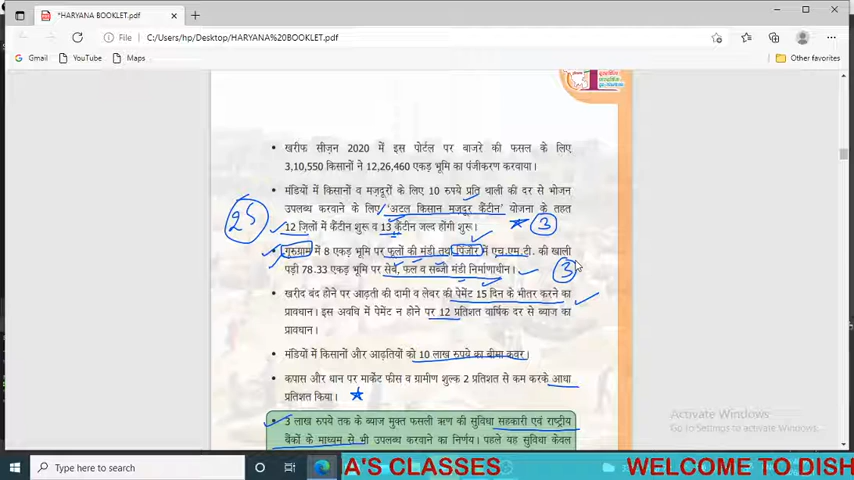 *HARYANA BOOKLET.pdf
File
C:/Users/hp/Desktop/HARYANA%20BOOKLET.pdf
Gmail
YouTube
Maps
Other favorites
• खरीफ सीज़न 2020 में इस पोर्टल पर बाजरे की फसल के लिए
3,10,550 किसानों ने 12,26,460 एकड़ भूमि का पंजीकरण करवाया।
• मंडियों में किसानों व मज़दूरों के लिए 10 रुपये प्रति थाली की दर से भोजन
उपलब्ध करवाने के लिए 'अटल किसान मजदूर कैंटीन' योजना के तहत
12 जिलों में कैंटीन शुरू व 13 कैंटीन जल्द होंगी शुरू।
3
25
• गुरुग्राम में 8 एकड़ भूमि पर फूलों की मंडी तथा पिंजौर में एच.एम.टी. की खाली
पड़ी 78.33 एकड़ भूमि पर सेब, फल व सब्जी मंडी निर्माणाधीन।
3
• खरीद बंद होने पर आढ़ती की दामी व लेबर की पेमेंट 15 दिन के भीतर करने का
प्रावधान। इस अवधि में पेमेंट न होने पर 12 प्रतिशत वार्षिक दर से ब्याज का
प्रावधान।
• मंडियों में किसानों और आढ़तियों को 10 लाख रुपये का बीमा कवर।
• कपास और धान पर मार्केट फीस व ग्रामीण शुल्क 2 प्रतिशत से कम करके आधा
प्रतिशत किया।
• 3 लाख रुपये तक के ब्याज मुक्त फसली ऋण की सुविधा सहकारी एवं राष्ट्रीय
बैंकों के माध्यम से भी उपलब्ध करवाने का निर्णय। पहले यह सुविधा केवल
Activate Windows
Go to Settings to activate Windows.
Type here to search
A'S CLASSES
WELCOME TO DISH